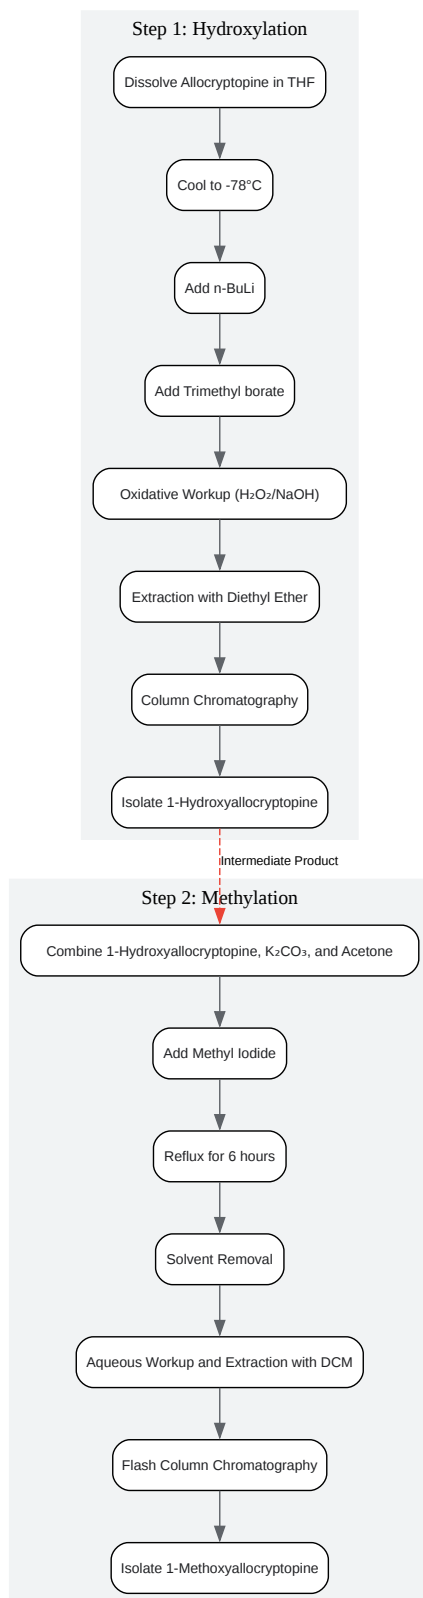 Step 1: Hydroxylation
Dissolve Allocryptopine in THF
Cool to -78°C
Add n-BuLi
Add Trimethyl borate
Oxidative Workup (H₂O₂/NaOH)
Extraction with Diethyl Ether
Column Chromatography
Isolate 1-Hydroxyallocryptopine
Intermediate Product
Step 2: Methylation
Combine 1-Hydroxyallocryptopine, K₂CO₃, and Acetone
Add Methyl Iodide
Reflux for 6 hours
Solvent Removal
Aqueous Workup and Extraction with DCM
Flash Column Chromatography
Isolate 1-Methoxyallocryptopine